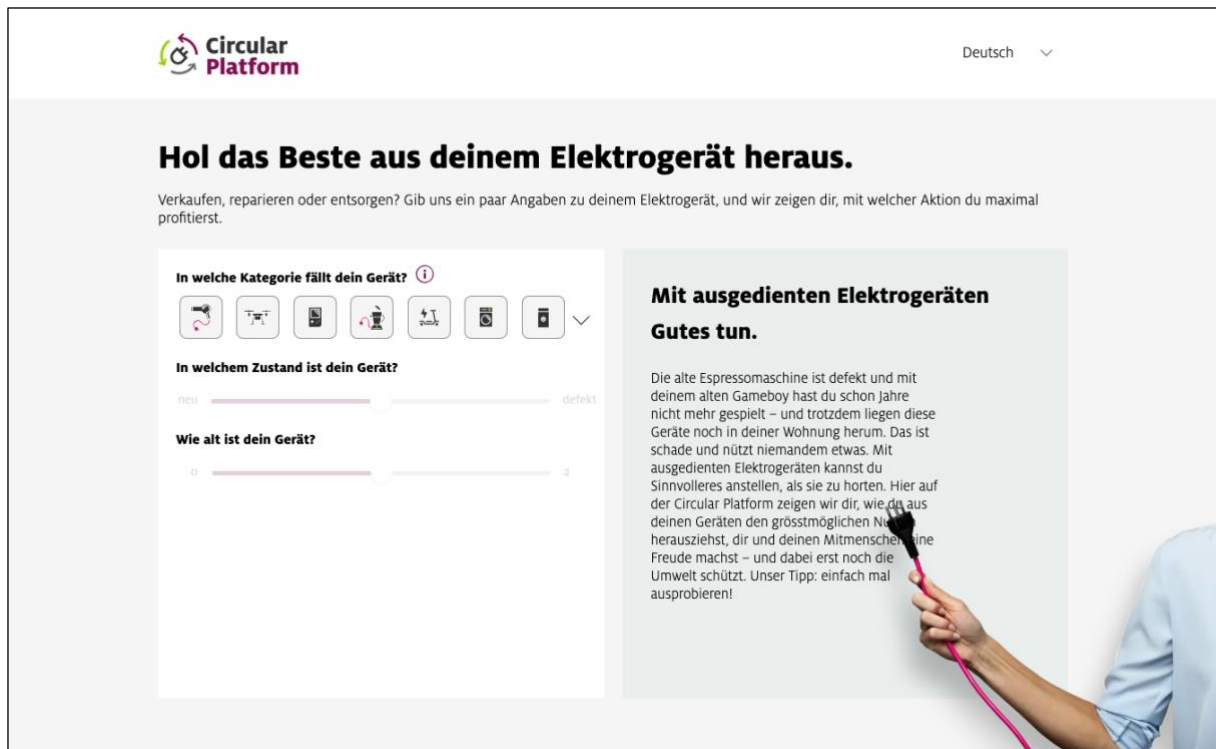 Circular
Platform
Deutsch
Hol das Beste aus deinem Elektrogerät heraus.
Verkaufen, reparieren oder entsorgen? Gib uns ein paar Angaben zu deinem Elektrogerät, und wir zeigen dir, mit welcher Aktion du maximal
profitierst.
In welche Kategorie fällt dein Gerät? i
In welchem Zustand ist dein Gerät?
neu defekt
Wie alt ist dein Gerät?
0 2
Mit ausgedienten Elektrogeräten
Gutes tun.
Die alte Espressomaschine ist defekt und mit
deinem alten Gameboy hast du schon Jahre
nicht mehr gespielt – und trotzdem liegen diese
Geräte noch in deiner Wohnung herum. Das ist
schade und nützt niemandem etwas. Mit
ausgedienten Elektrogeräten kannst du
Sinnvolleres anstellen, als sie zu horten. Hier auf
der Circular Platform zeigen wir dir, wie du aus
deinen Geräten den grösstmöglichen
herausziehst, dir und deinen Mitmenschen eine
Freude machst – und dabei erst noch die
Umwelt schützt. Unser Tipp: einfach mal
ausprobieren!